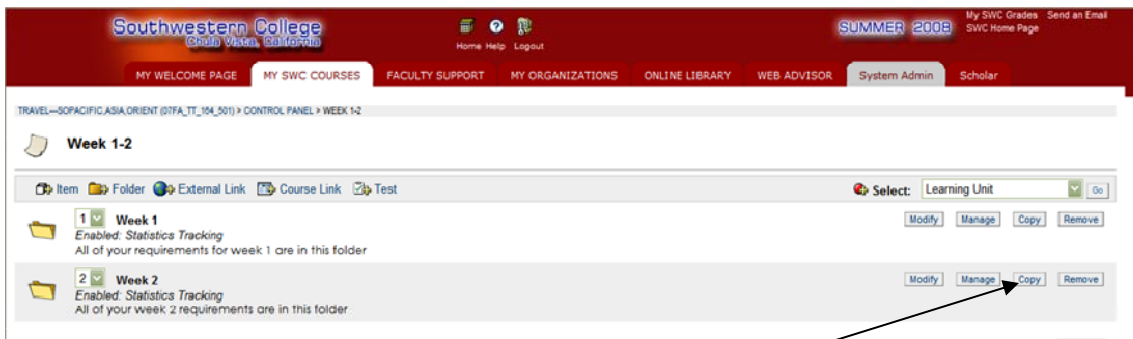 Southwestern College
Chula Vista, California
Home Help Logout
SUMMER 2008
My SWC Grades Send an Email
SWC Home Page
MY WELCOME PAGE MY SWC COURSES FACULTY SUPPORT MY ORGANIZATIONS ONLINE LIBRARY WEB ADVISOR System Admin Scholar
TRAVEL---SOPACIFIC,ASIA,ORIENT (07FA_TT_164_501) > CONTROL PANEL > WEEK 1-2
Week 1-2
Item Folder External Link Course Link Test Select: Learning Unit Go
1 Week 1 Modify Manage Copy Remove
Enabled: Statistics Tracking
All of your requirements for week 1 are in this folder
2 Week 2 Modify Manage Copy Remove
Enabled: Statistics Tracking
All of your week 2 requirements are in this folder